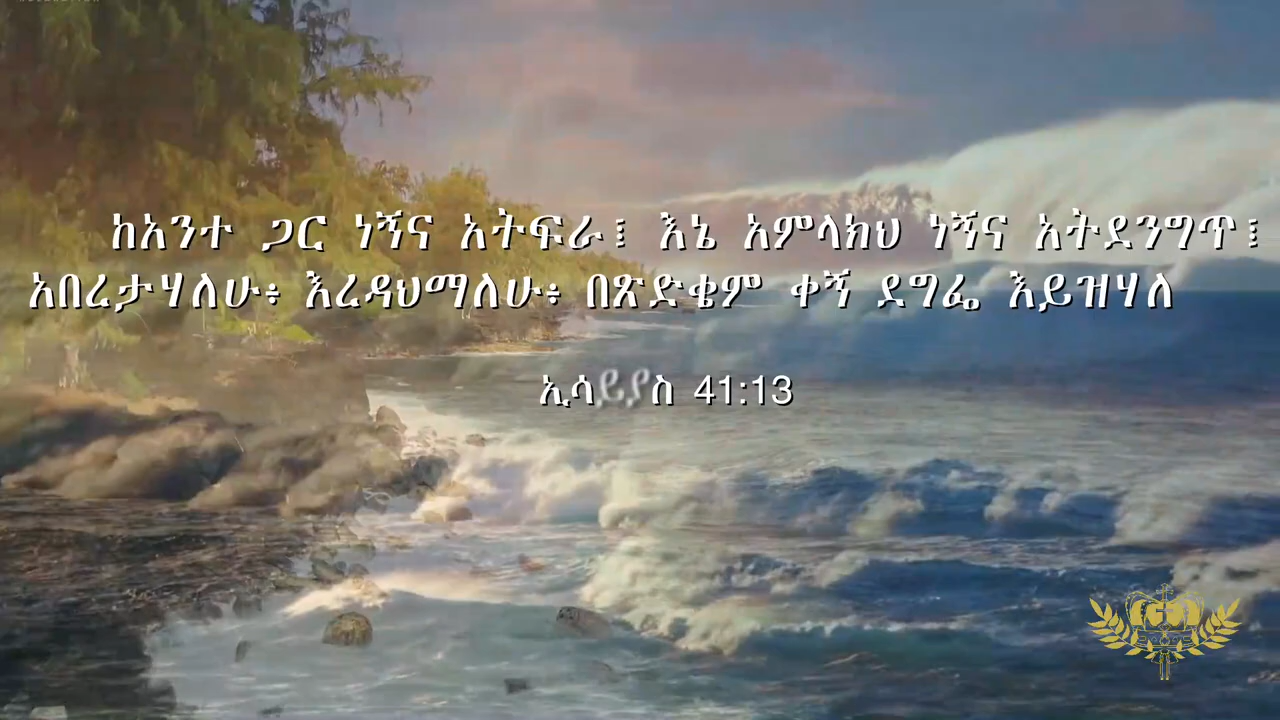 ከአንተ ጋር ነኝና አትፍራ፤ እኔ አምላክህ ነኝና አትደንግጥ፤
አበረታሃለሁ፥ እረዳህማለሁ፥ በጽድቄም ቀኝ ደግፌ እይዝሃለ
ኢሳይያስ 41:13